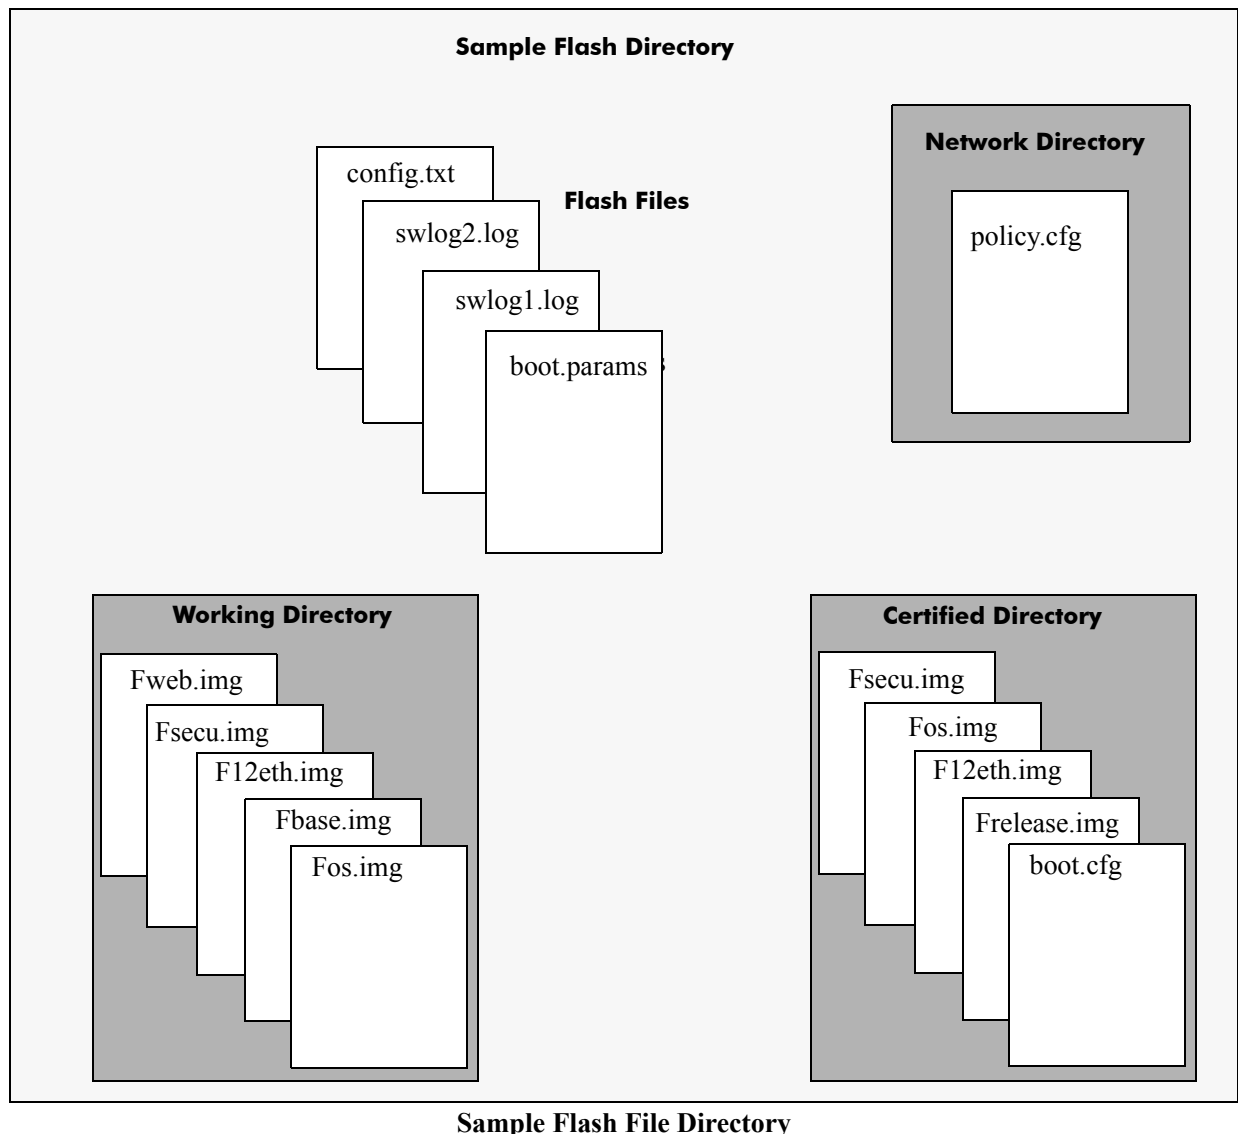 Sample Flash Directory
Network Directory
config.txt
Flash Files
swlog2.log
policy.cfg
swlog1.log
boot.params
Working Directory
Fweb.img
Fsecu.img
F12eth.img
Fbase.img
Fos.img
Certified Directory
Fsecu.img
Fos.img
F12eth.img
Frelease.img
boot.cfg
Sample Flash File Directory